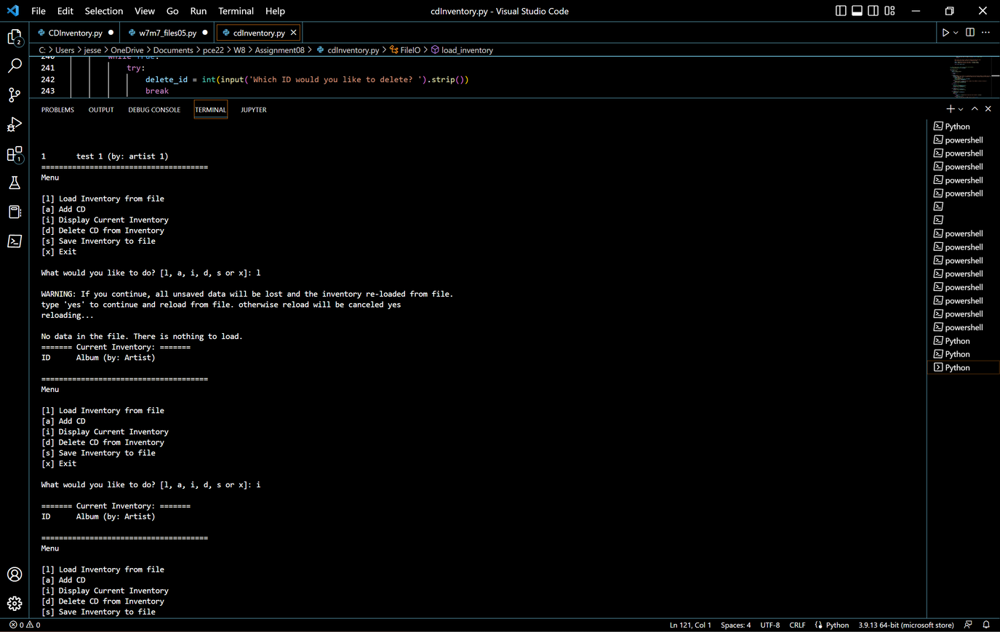 File Edit Selection View Go Run Terminal Help cdInventory.py - Visual Studio Code
CDInventory.py w7m7_files05.py cdInventory.py
C: > Users > jesse > OneDrive > Documents > pce22 > W8 > Assignment08 > cdInventory.py > FileIO > load_inventory
240 while True:
241 try:
242 delete_id = int(input('Which ID would you like to delete? ').strip())
243 break
PROBLEMS OUTPUT DEBUG CONSOLE TERMINAL JUPYTER
1 test 1 (by: artist 1)
======================================
Menu
[l] Load Inventory from file
[a] Add CD
[i] Display Current Inventory
[d] Delete CD from Inventory
[s] Save Inventory to file
[x] Exit
What would you like to do? [l, a, i, d, s or x]: l
WARNING: If you continue, all unsaved data will be lost and the inventory re-loaded from file.
type 'yes' to continue and reload from file. otherwise reload will be canceled yes
reloading...
No data in the file. There is nothing to load.
======= Current Inventory: =======
ID Album (by: Artist)
======================================
Menu
[l] Load Inventory from file
[a] Add CD
[i] Display Current Inventory
[d] Delete CD from Inventory
[s] Save Inventory to file
[x] Exit
What would you like to do? [l, a, i, d, s or x]: i
======= Current Inventory: =======
ID Album (by: Artist)
======================================
Menu
[l] Load Inventory from file
[a] Add CD
[i] Display Current Inventory
[d] Delete CD from Inventory
[s] Save Inventory to file
Python
powershell
powershell
powershell
powershell
powershell
powershell
powershell
powershell
powershell
powershell
powershell
powershell
powershell
Python
Python
Python
2
1
0 0 Ln 121, Col 1 Spaces: 4 UTF-8 CRLF Python 3.9.13 64-bit (microsoft store)